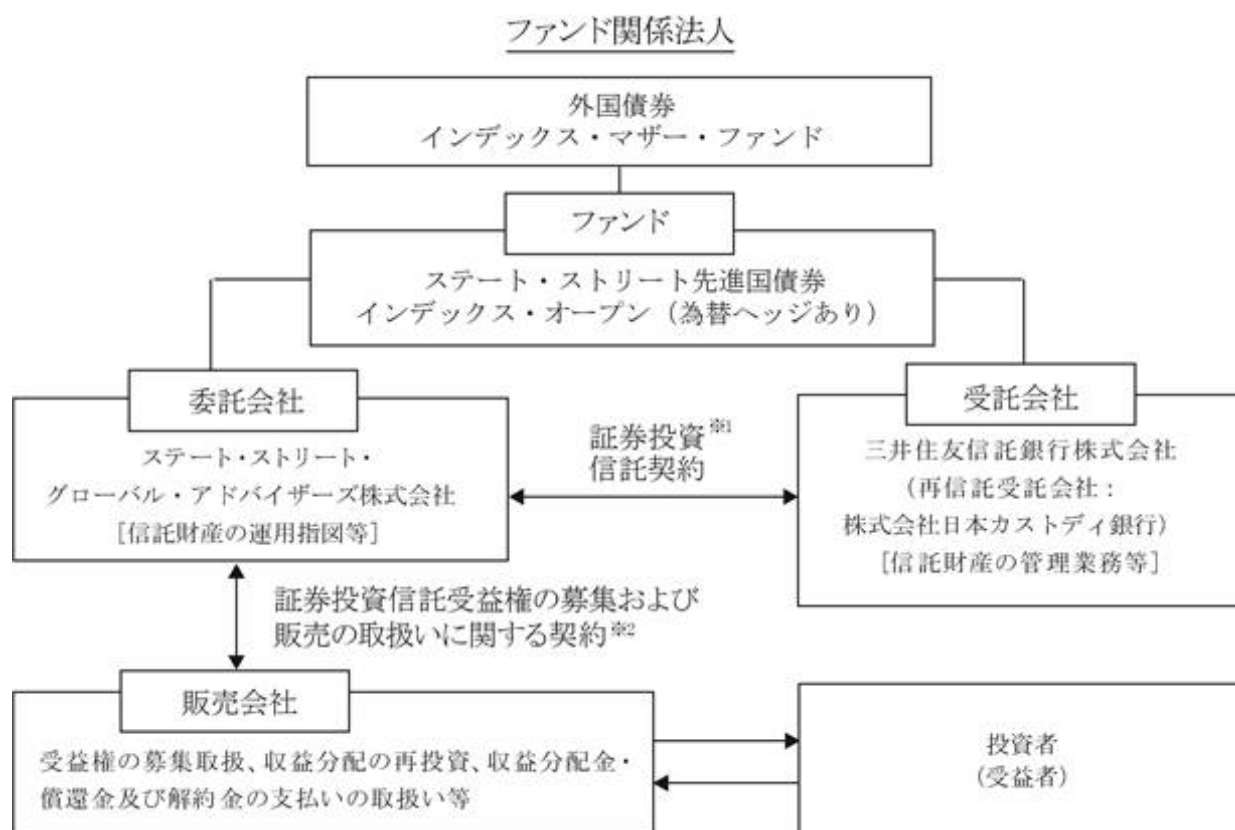 ファンド関係法人
外国債券
インデックス・マザー・ファンド
ファンド
ステート・ストリート先進国債券
インデックス・オープン（為替ヘッジあり）
委託会社
ステート・ストリート・
グローバル・アドバイザーズ株式会社
［信託財産の運用指図等］
証券投資※1
信託契約
受託会社
三井住友信託銀行株式会社
（再信託受託会社：
株式会社日本カストディ銀行）
［信託財産の管理業務等］
証券投資信託受益権の募集および
販売の取扱いに関する契約※2
販売会社
受益権の募集取扱、収益分配の再投資、収益分配金・
償還金及び解約金の支払いの取扱い等
投資者
（受益者）